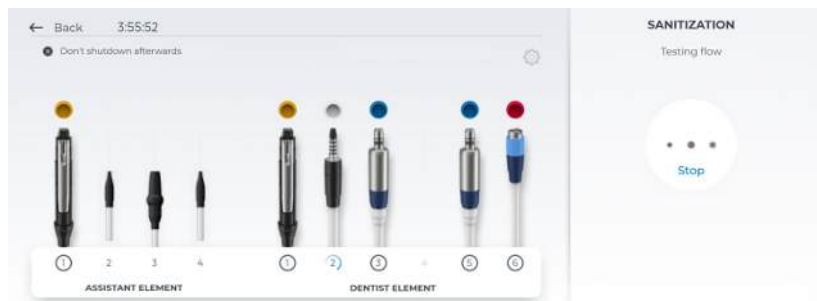 ← Back 3:55:52
Don't shutdown afterwards
1 2 3 4 1 2 3 4 5 6
ASSISTANT ELEMENT DENTIST ELEMENT
SANITIZATION
Testing flow
Stop